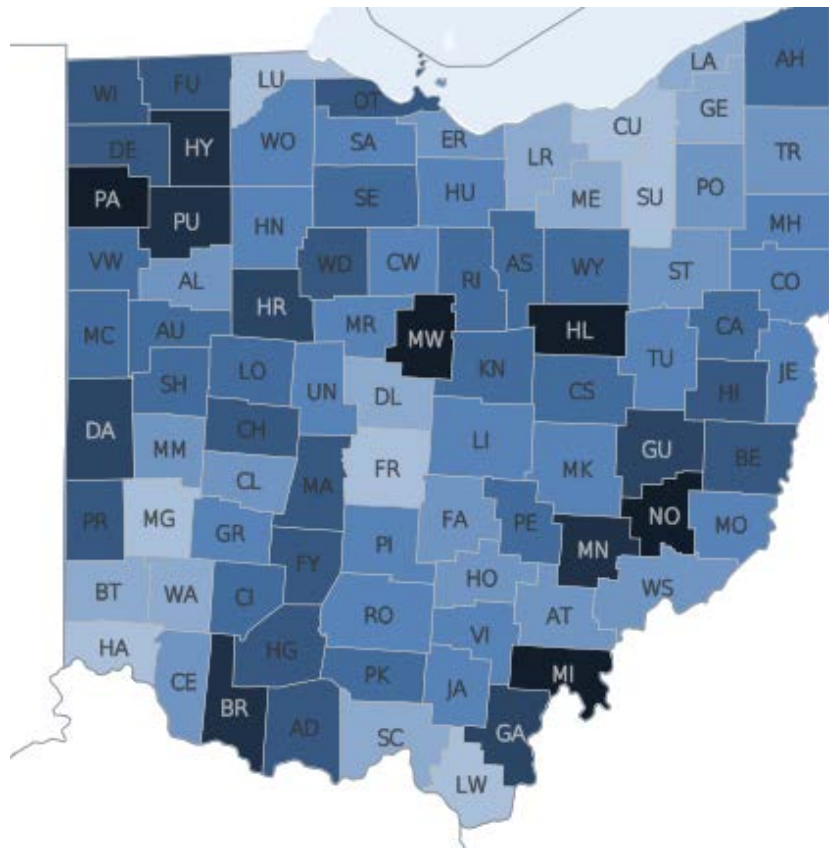 LA AH
WI FU LU OT GE
DE HY WO SA ER CU TR
LR
PA PU HN SE HU ME SU PO
MH
VW AL WD CW RI AS WY ST CO
MC AU HR MR MW HL TU CA
SH LO UN DL KN CS HI JE
DA MM CH FR LI MK GU BE
CL MA
PR MG GR PI FA PE MN NO MO
BT WA CI FY HO WS
RO VI AT
HA CE HG PK JA MI
BR AD SC GA
LW